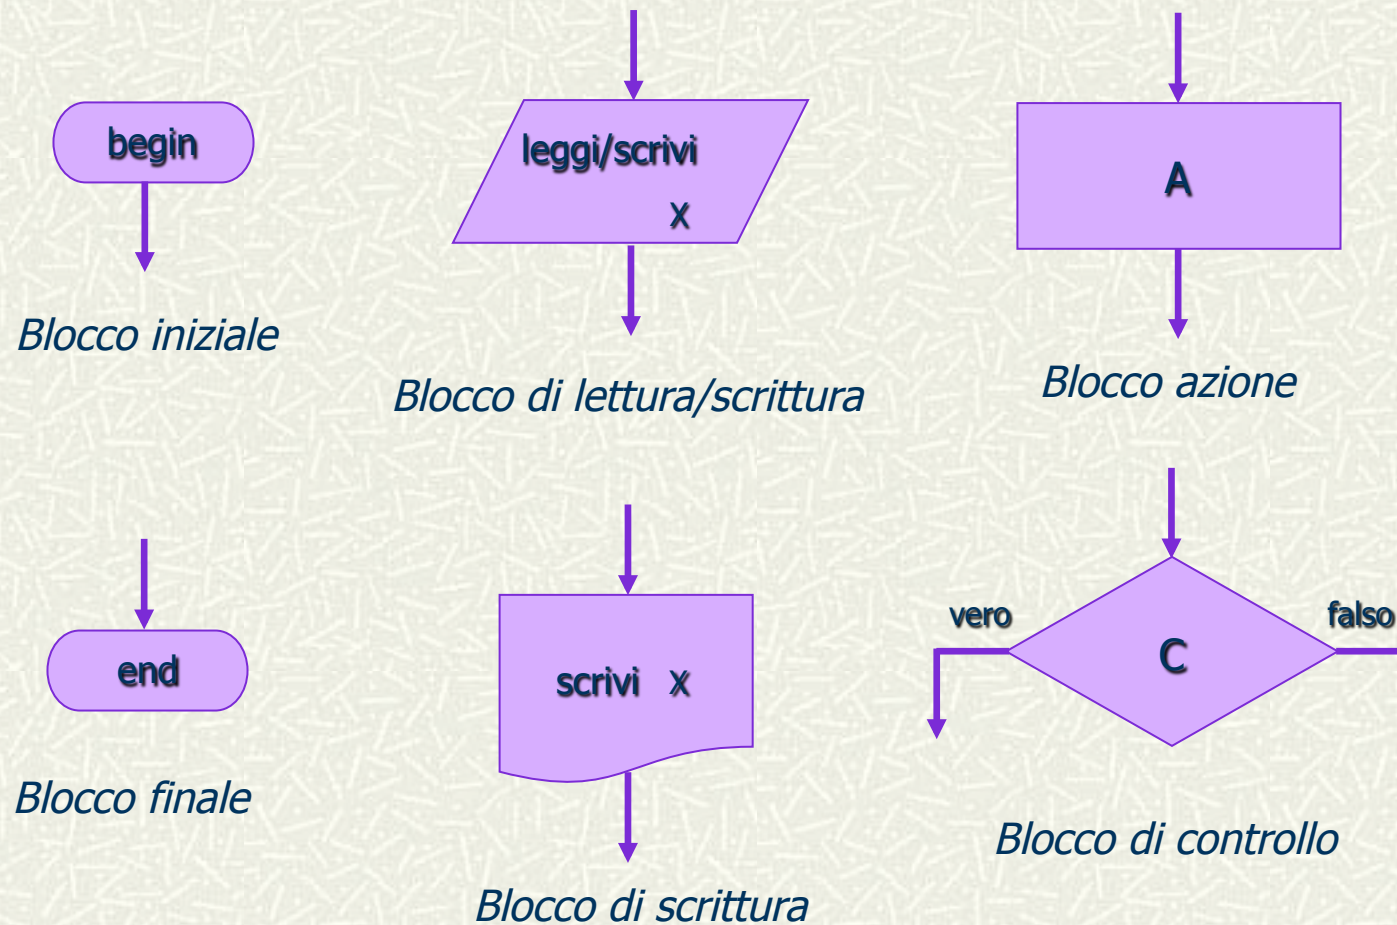 begin
Blocco iniziale
leggi/scrivi
X
Blocco di lettura/scrittura
A
Blocco azione
end
Blocco finale
scrivi X
Blocco di scrittura
vero
C
falso
Blocco di controllo